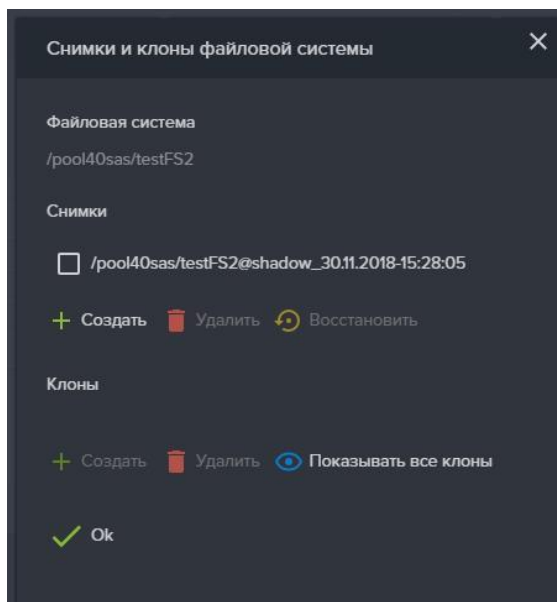 Снимки и клоны файловой системы
Файловая система
/pool40sas/testFS2
Снимки
/pool40sas/testFS2@shadow_30.11.2018-15:28:05
Создать Удалить Восстановить
Клоны
Создать Удалить Показывать все клоны
Ok